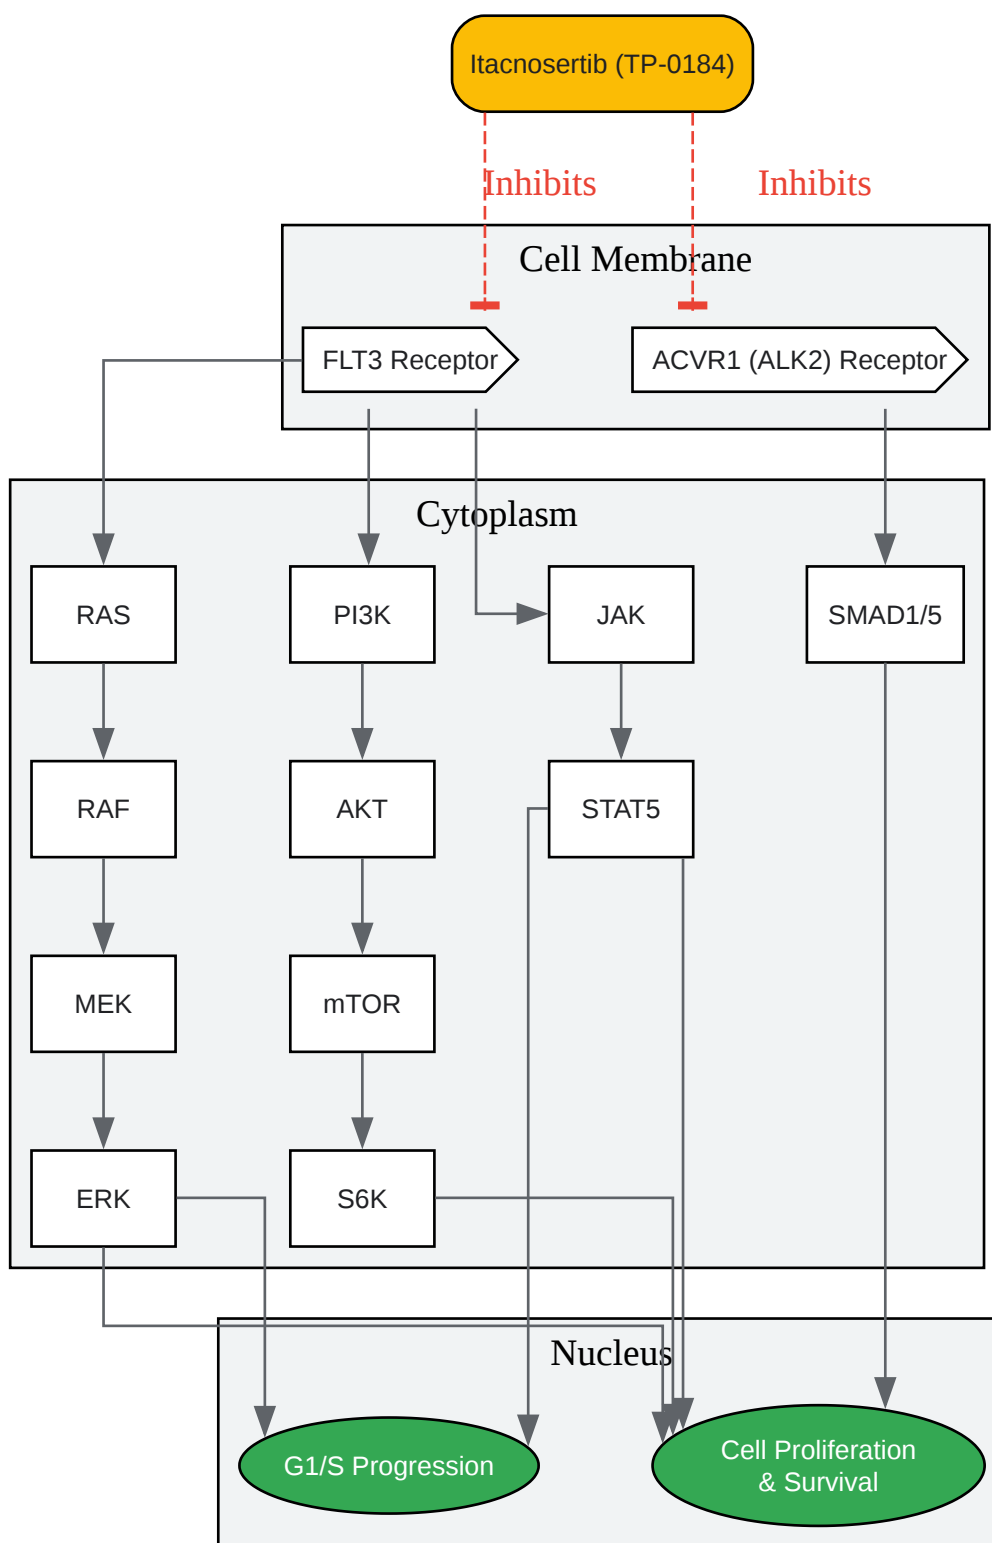 Itacnosertib (TP-0184)
Inhibits
Inhibits
Cell Membrane
FLT3 Receptor
ACVR1 (ALK2) Receptor
Cytoplasm
RAS
PI3K
JAK
SMAD1/5
RAF
AKT
STAT5
MEK
mTOR
ERK
S6K
Nucleus
G1/S Progression
Cell Proliferation
& Survival